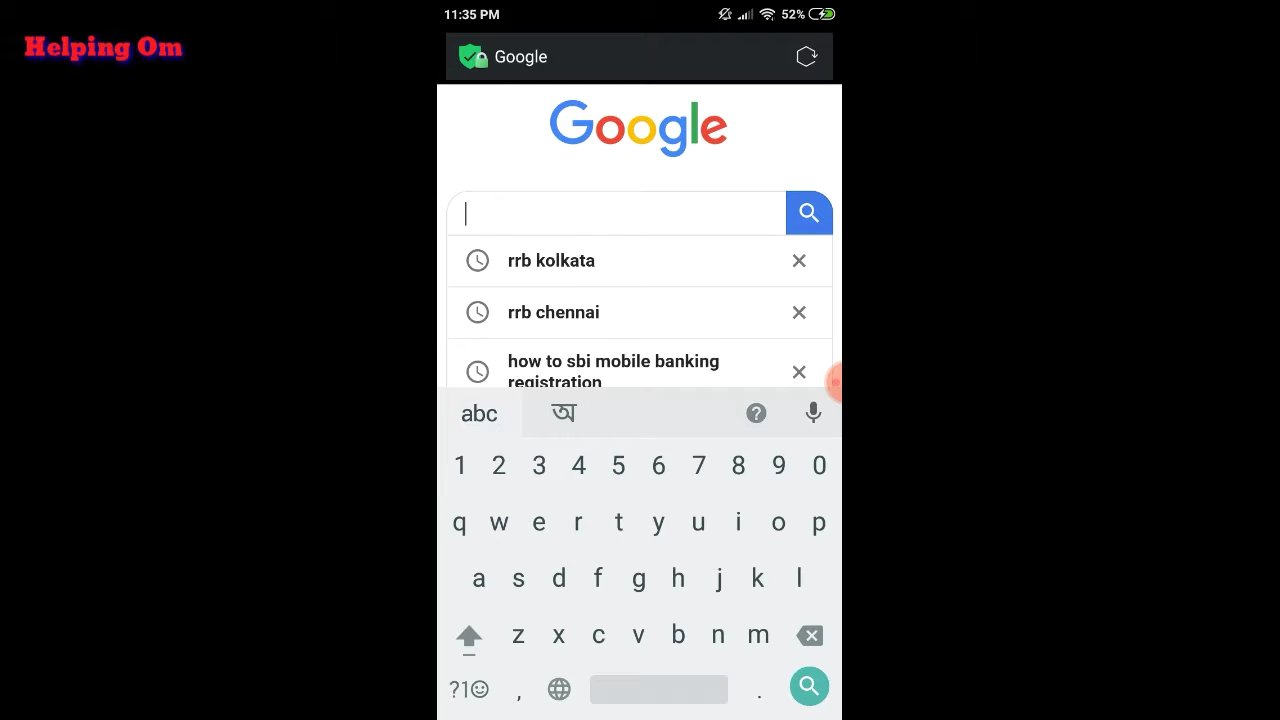 11:35 PM 52%
Helping Om
Google
Google
rrb kolkata
rrb chennai
how to sbi mobile banking
registration
abc অ
1 2 3 4 5 6 7 8 9 0
q w e r t y u i o p
a s d f g h j k l
z x c v b n m
?1☺ , .